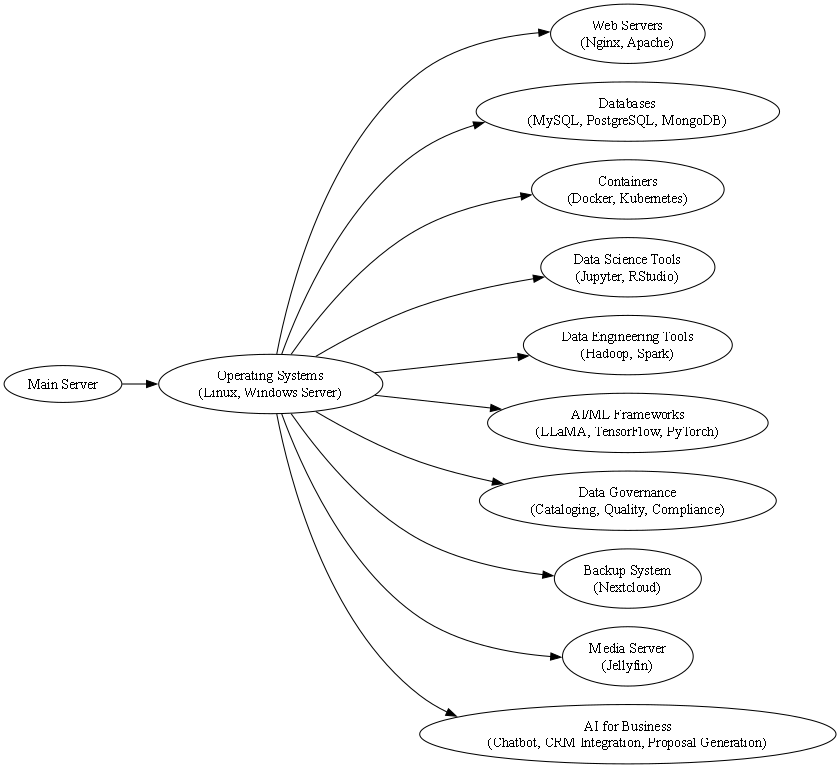 Web Servers
(Nginx, Apache)
Databases
(MySQL, PostgreSQL, MongoDB)
Containers
(Docker, Kubernetes)
Data Science Tools
(Jupyter, RStudio)
Data Engineering Tools
(Hadoop, Spark)
Main Server
Operating Systems
(Linux, Windows Server)
AI/ML Frameworks
(LLaMA, TensorFlow, PyTorch)
Data Governance
(Cataloging, Quality, Compliance)
Backup System
(Nextcloud)
Media Server
(Jellyfin)
AI for Business
(Chatbot, CRM Integration, Proposal Generation)